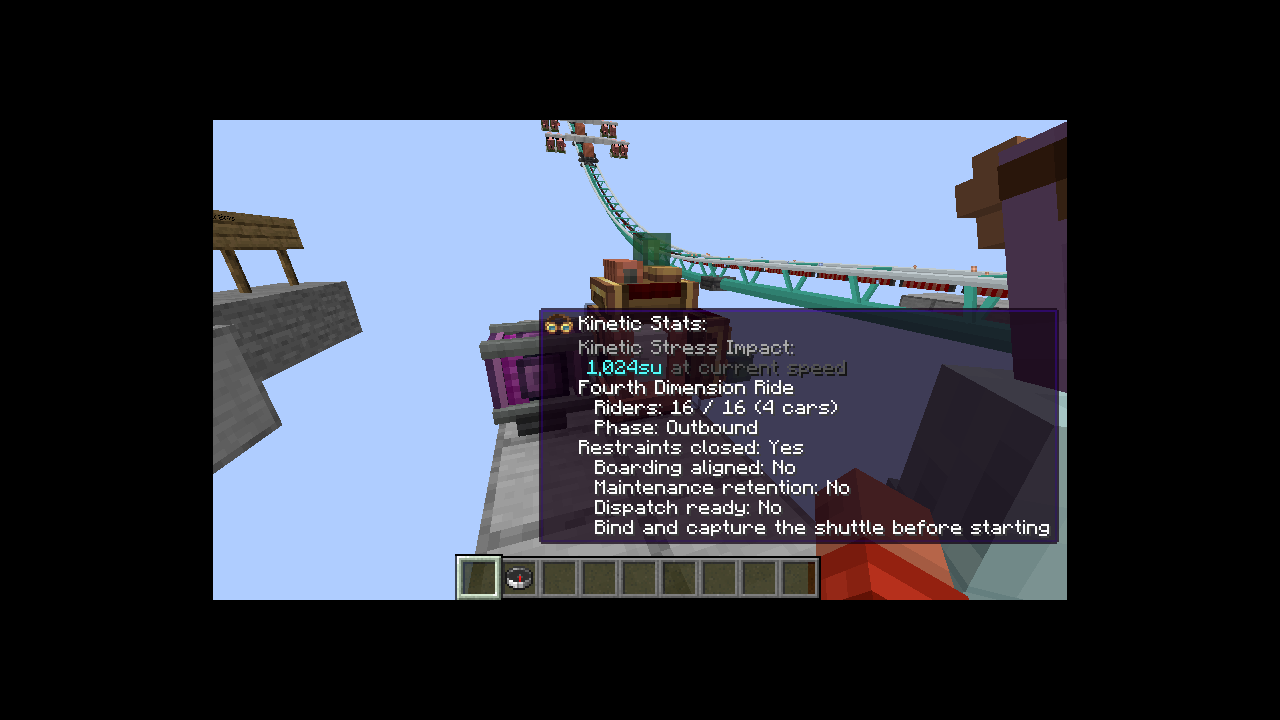 Kinetic Stats:
Kinetic Stress Impact:
1,024su at current speed
Fourth Dimension Ride
Riders: 16 / 16 (4 cars)
Phase: Outbound
Restraints closed: Yes
Boarding aligned: No
Maintenance retention: No
Dispatch ready: No
Bind and capture the shuttle before starting